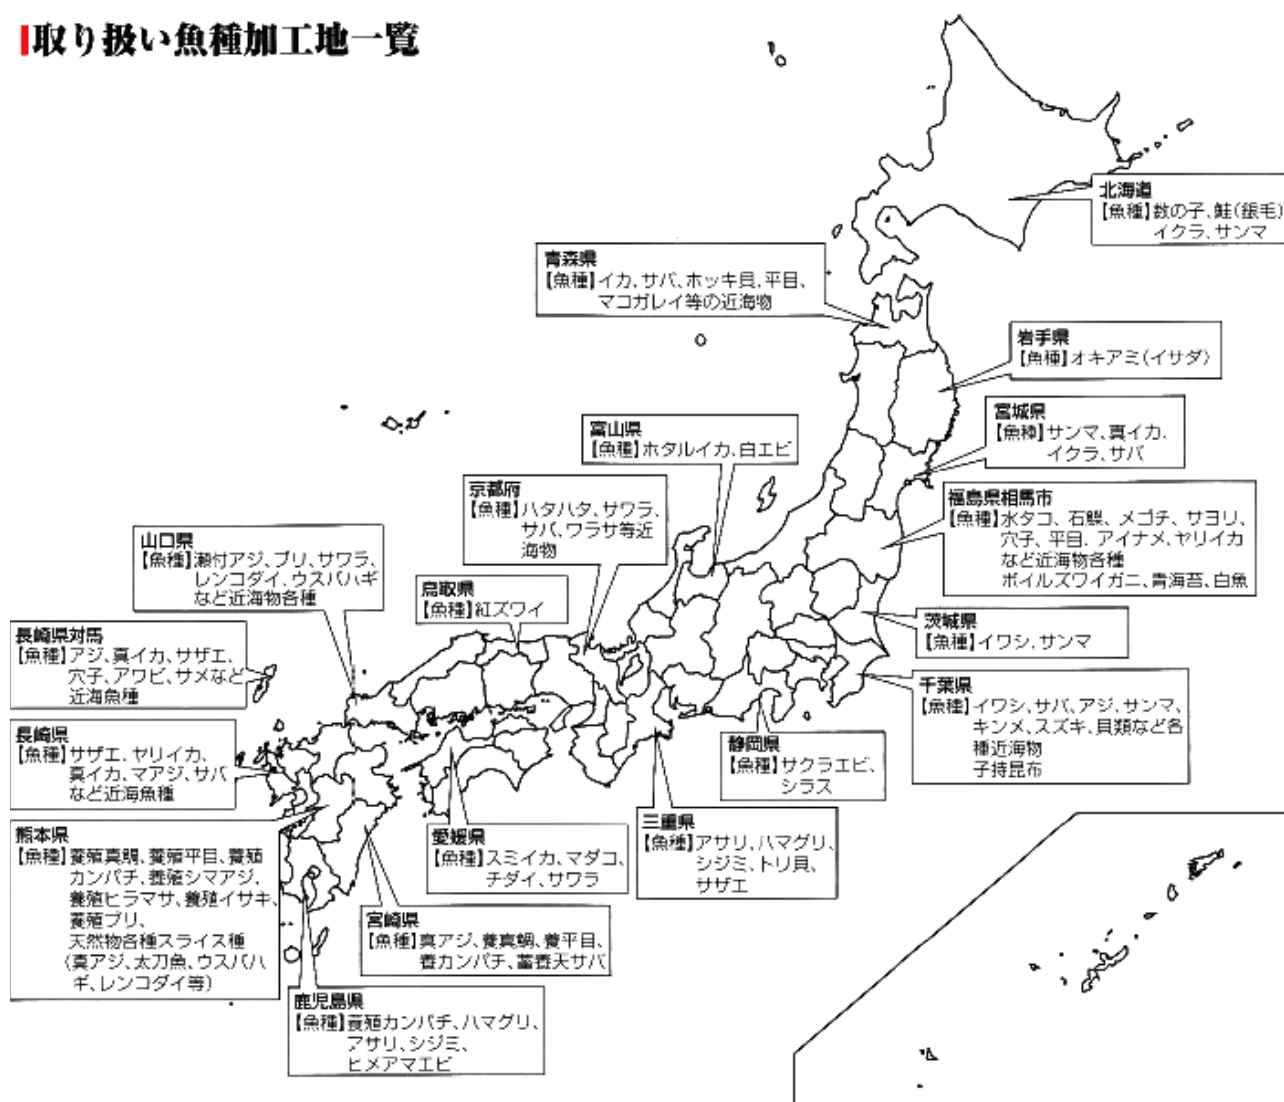 取り扱い魚種加工地一覧
北海道
【魚種】数の子、鮭(銀毛)
イクラ、サンマ
青森県
【魚種】イカ、サバ、ホッキ貝、平目、
マコガレイ等の近海物
岩手県
【魚種】オキアミ(イサダ)
宮城県
【魚種】サンマ、真イカ、
イクラ、サバ
富山県
【魚種】ホタルイカ、白エビ
京都府
【魚種】ハタハタ、サワラ、
サバ、ワラサ等近
海物
福島県相馬市
【魚種】水タコ、石鰈、メゴチ、サヨリ、
穴子、平目、アイナメ、ヤリイカ
など近海物各種
ボイルズワイガニ、青海苔、白魚
山口県
【魚種】瀬付アジ、ブリ、サワラ、
レンコダイ、ウスバハギ
など近海物各種
鳥取県
【魚種】紅ズワイ
茨城県
【魚種】イワシ、サンマ
長崎県対馬
【魚種】アジ、真イカ、サザエ、
穴子、アワビ、サメなど
近海魚種
千葉県
【魚種】イワシ、サバ、アジ、サンマ、
キンメ、スズキ、貝類など各
種近海物
子持昆布
長崎県
【魚種】サザエ、ヤリイカ、
真イカ、マアジ、サバ
など近海魚種
静岡県
【魚種】サクラエビ、
シラス
三重県
【魚種】アサリ、ハマグリ、
シジミ、トリ貝、
サザエ
愛媛県
【魚種】スミイカ、マダコ、
チダイ、サワラ
熊本県
【魚種】養殖真鯛、養殖平目、養殖
カンパチ、養殖シマアジ、
養殖ヒラマサ、養殖イサキ、
養殖ブリ、
天然物各種スライス種
(真アジ、太刀魚、ウスバハ
ギ、レンコダイ等)
宮崎県
【魚種】真アジ、養真鯛、養平目、
養カンパチ、蓄養天サバ
鹿児島県
【魚種】養殖カンパチ、ハマグリ、
アサリ、シジミ、
ヒメアマエビ